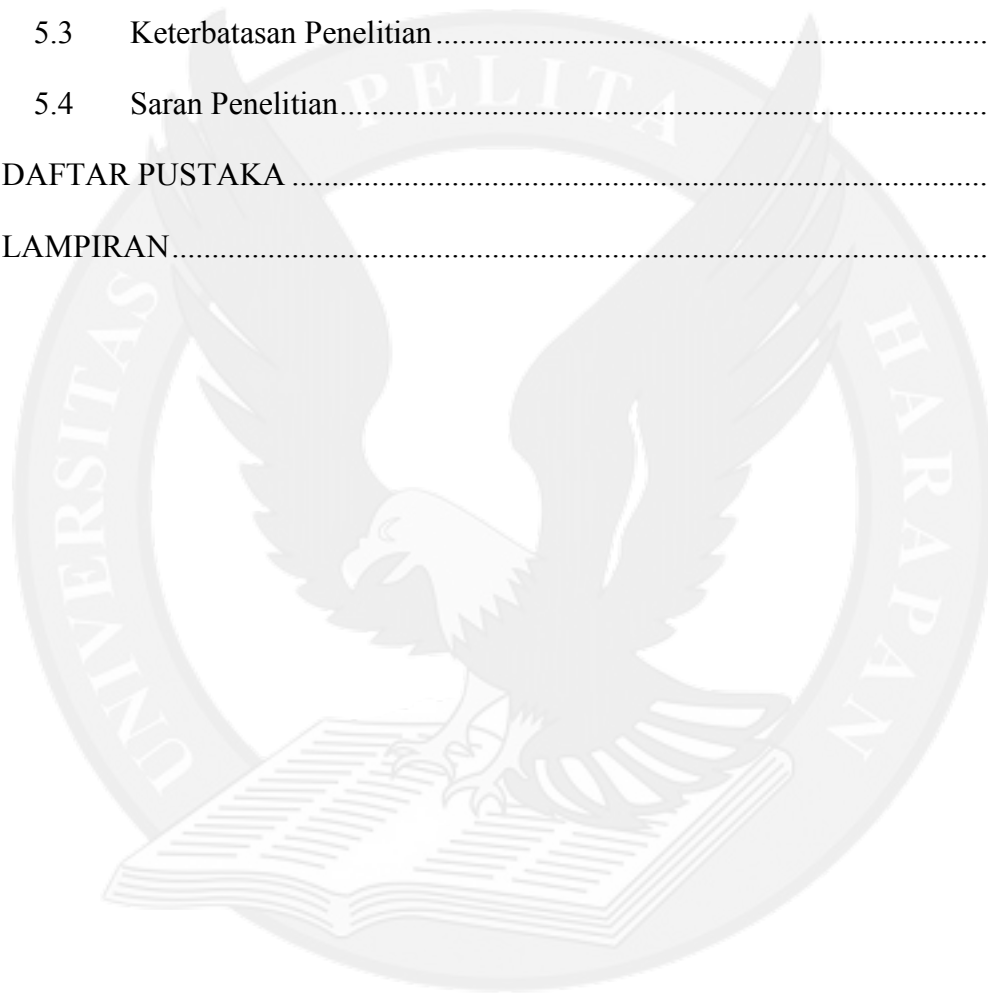 5.3 Keterbatasan Penelitian..........................................................................
5.4 Saran Penelitian......................................................................................
DAFTAR PUSTAKA ......................................................................................
LAMPIRAN.....................................................................................................
UNIVERSITAS PELITA HARAPAN